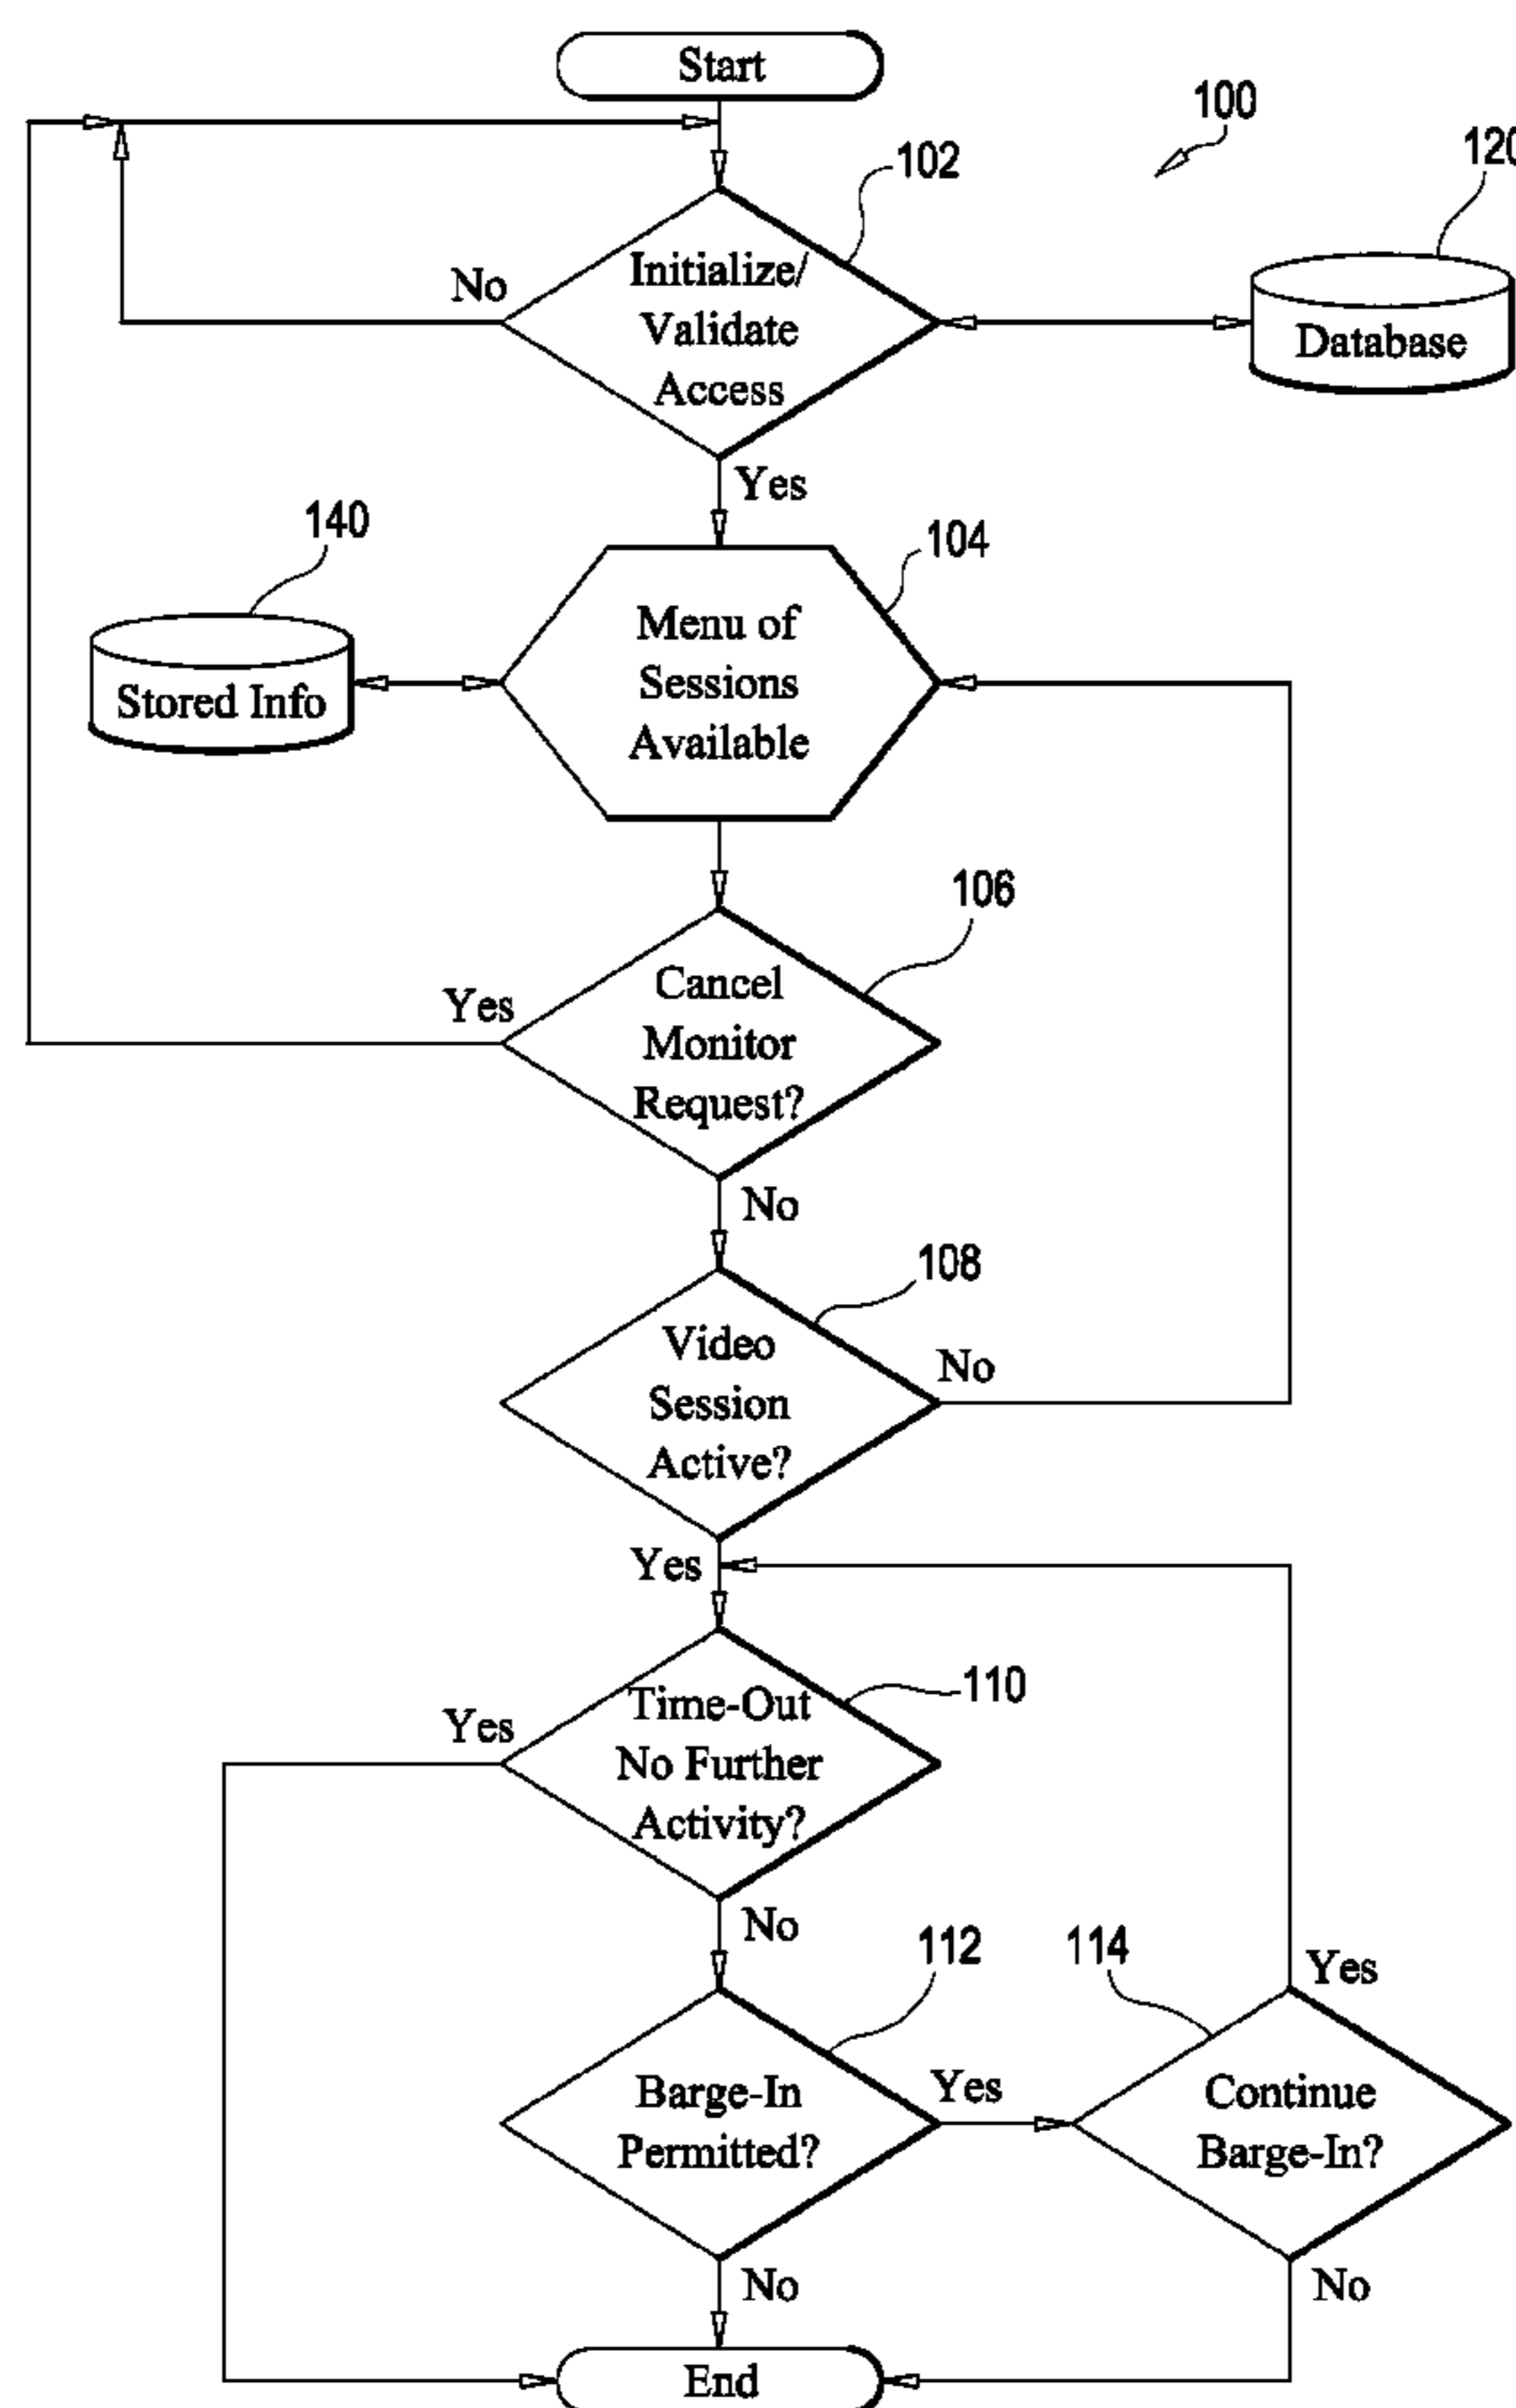 Start
100
102
120
Initialize/
Validate
Access
No
Database
Yes
140
104
Menu of
Sessions
Available
Stored Info
106
Cancel
Monitor
Request?
Yes
No
108
Video
Session
Active?
No
Yes
110
Time-Out
No Further
Activity?
Yes
No
112
114
Yes
Barge-In
Permitted?
Yes
Continue
Barge-In?
No
No
End